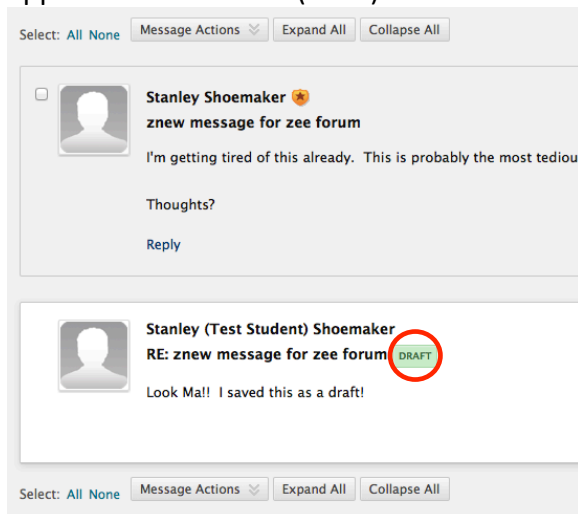 Select: All None Message Actions Expand All Collapse All
Stanley Shoemaker
znew message for zee forum
I'm getting tired of this already. This is probably the most
Thoughts?
Reply
Stanley (Test Student) Shoemaker
RE: znew message for zee forum DRAFT
Look Ma!! I saved this as a draft!
Select: All None Message Actions Expand All Collapse All